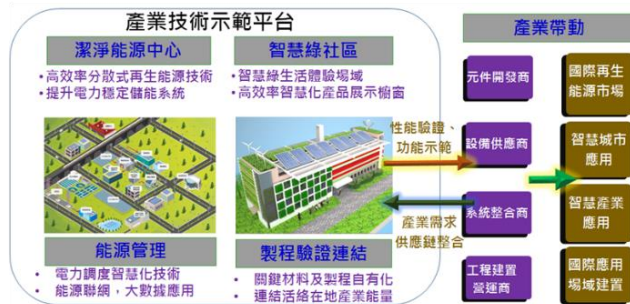 產業技術示範平台
潔淨能源中心
•高效率分散式再生能源技術
•提升電力穩定儲能系統
智慧綠社區
•智慧綠生活體驗場域
•高效率智慧化產品展示櫥窗
能源管理
• 電力調度智慧化技術
• 能源聯網，大數據應用
製程驗證連結
• 關鍵材料及製程自有化
• 連結活絡在地產業能量
性能驗證、
功能示範
產業需求
供應鏈整合
產業帶動
元件開發商
設備供應商
系統整合商
工程建置
營運商
國際再生
能源市場
智慧城市
應用
智慧產業
應用
國際應用
場域建置